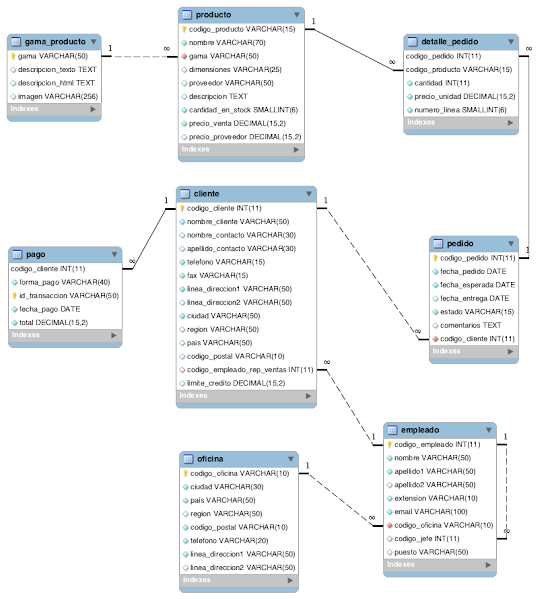 producto
codigo_producto VARCHAR(15)
nombre VARCHAR(70)
gama VARCHAR(50)
dimensiones VARCHAR(25)
proveedor VARCHAR(50)
descripcion TEXT
cantidad_en_stock SMALLINT(6)
precio_venta DECIMAL(15,2)
precio_proveedor DECIMAL(15,2)
Indexes
gama_producto
gama VARCHAR(50)
descripcion_texto TEXT
descripcion_html TEXT
imagen VARCHAR(256)
Indexes
1
∞
1
∞
detalle_pedido
codigo_pedido INT(11)
codigo_producto VARCHAR(15)
cantidad INT(11)
precio_unidad DECIMAL(15,2)
numero_linea SMALLINT(6)
Indexes
∞
1
cliente
codigo_cliente INT(11)
nombre_cliente VARCHAR(50)
nombre_contacto VARCHAR(30)
apellido_contacto VARCHAR(30)
telefono VARCHAR(15)
fax VARCHAR(15)
linea_direccion1 VARCHAR(50)
linea_direccion2 VARCHAR(50)
ciudad VARCHAR(50)
region VARCHAR(50)
pais VARCHAR(50)
codigo_postal VARCHAR(10)
codigo_empleado_rep_ventas INT(11)
limite_credito DECIMAL(15,2)
Indexes
1
∞
pago
codigo_cliente INT(11)
forma_pago VARCHAR(40)
id_transaccion VARCHAR(50)
fecha_pago DATE
total DECIMAL(15,2)
Indexes
1
∞
pedido
codigo_pedido INT(11)
fecha_pedido DATE
fecha_esperada DATE
fecha_entrega DATE
estado VARCHAR(15)
comentarios TEXT
codigo_cliente INT(11)
Indexes
∞
1
empleado
codigo_empleado INT(11)
nombre VARCHAR(50)
apellido1 VARCHAR(50)
apellido2 VARCHAR(50)
extension VARCHAR(10)
email VARCHAR(100)
codigo_oficina VARCHAR(10)
codigo_jefe INT(11)
puesto VARCHAR(50)
Indexes
1
∞
oficina
codigo_oficina VARCHAR(10)
ciudad VARCHAR(30)
pais VARCHAR(50)
region VARCHAR(50)
codigo_postal VARCHAR(10)
telefono VARCHAR(20)
linea_direccion1 VARCHAR(50)
linea_direccion2 VARCHAR(50)
Indexes
1
∞